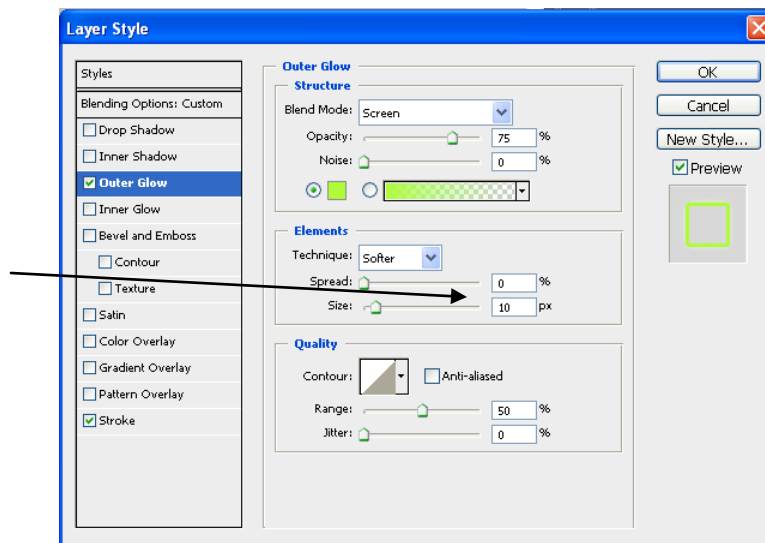 Layer Style
Styles
Blending Options: Custom
Drop Shadow
Inner Shadow
Outer Glow
Inner Glow
Bevel and Emboss
Contour
Texture
Satin
Color Overlay
Gradient Overlay
Pattern Overlay
Stroke
Outer Glow
Structure
Blend Mode: Screen
Opacity: 75 %
Noise: 0 %
Elements
Technique: Softer
Spread: 0 %
Size: 10 px
Quality
Contour: Anti-aliased
Range: 50 %
Jitter: 0 %
OK
Cancel
New Style...
Preview